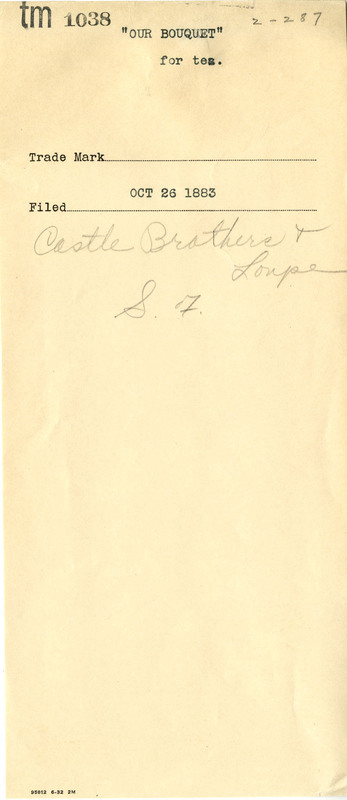 tm 1038
2-287
"OUR BOUQUET"
for tea.
Trade Mark
OCT 26 1883
Filed
Castle Brothers +
Loupe
S. F.
95812 6-32 2M